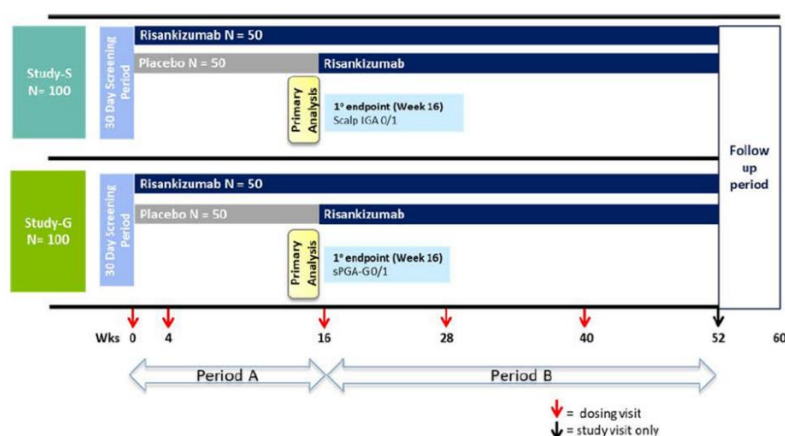 Study-S
N= 100
30 Day Screening
Period
Risankizumab N = 50
Placebo N = 50
Risankizumab
Primary
Analysis
1° endpoint (Week 16)
Scalp IGA 0/1
Study-G
N= 100
30 Day Screening
Period
Risankizumab N = 50
Placebo N = 50
Risankizumab
Primary
Analysis
1° endpoint (Week 16)
sPGA-G0/1
Follow
up
period
Wks 0 4 16 28 40 52 60
Period A Period B
= dosing visit
= study visit only